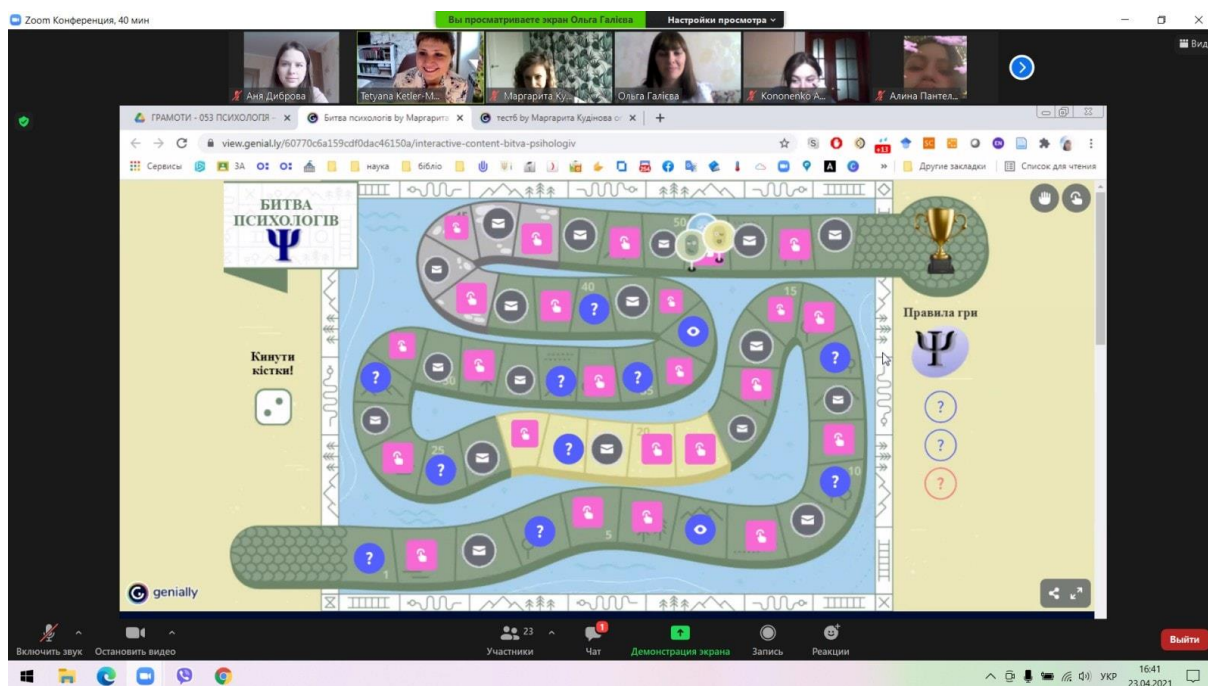 Zoom Конференция, 40 мин
Вы просматриваете экран Ольга Галієва
Настройки просмотра
Вид
Аня Диброва
Tetyana Ketler-M...
Маргарита Ку...
Ольга Галієва
Kononenko A...
Алина Пантел...
ГРАМОТИ - 053 ПСИХОЛОГІЯ -
Битва психологів by Маргарита
тест6 by Маргарита Кудінова
view.genial.ly/60770c6a159cdf0dac46150a/interactive-content-bitva-psihologiv
Сервисы
ЗА
наука
бібліо
Другие закладки
Список для чтения
БИТВА
ПСИХОЛОГІВ
Ψ
50
40
15
Правила гри
Ψ
Кинути
кістки!
30
35
20
25
10
5
1
genially
23
1
Включить звук
Остановить видео
Участники
Чат
Демонстрация экрана
Запись
Реакции
Выйти
УКР
16:41
23.04.2021